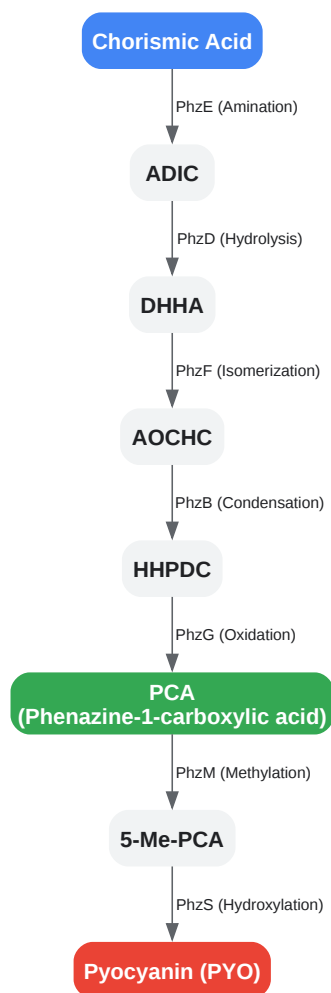 Chorismic Acid
PhzE (Amination)
ADIC
PhzD (Hydrolysis)
DHHA
PhzF (Isomerization)
AOCHC
PhzB (Condensation)
HHPDC
PhzG (Oxidation)
PCA
(Phenazine-1-carboxylic acid)
PhzM (Methylation)
5-Me-PCA
PhzS (Hydroxylation)
Pyocyanin (PYO)